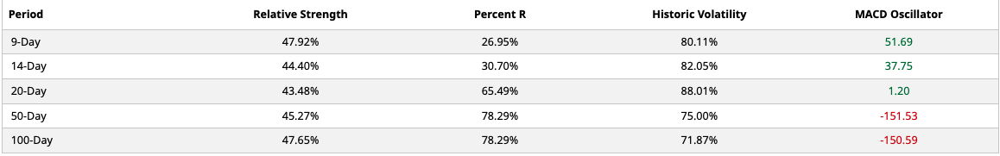 Period Relative Strength Percent R Historic Volatility MACD Oscillator
9-Day 47.92% 26.95% 80.11% 51.69
14-Day 44.40% 30.70% 82.05% 37.75
20-Day 43.48% 65.49% 88.01% 1.20
50-Day 45.27% 78.29% 75.00% -151.53
100-Day 47.65% 78.29% 71.87% -150.59